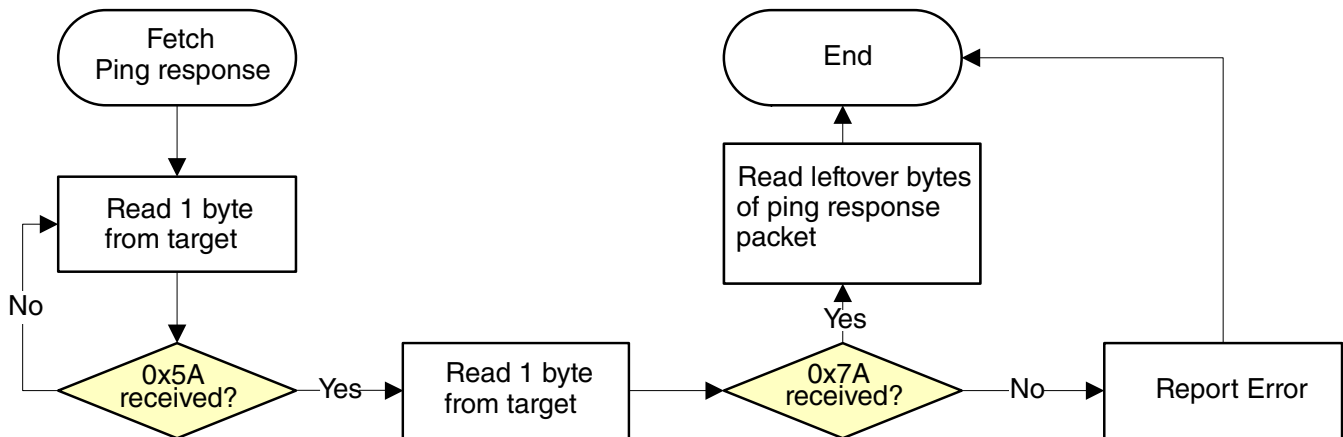 Fetch
Ping response
End
Read 1 byte
from target
Read leftover bytes
of ping response
packet
No
Yes
0x5A
received?
Yes
Read 1 byte
from target
0x7A
received?
No
Report Error